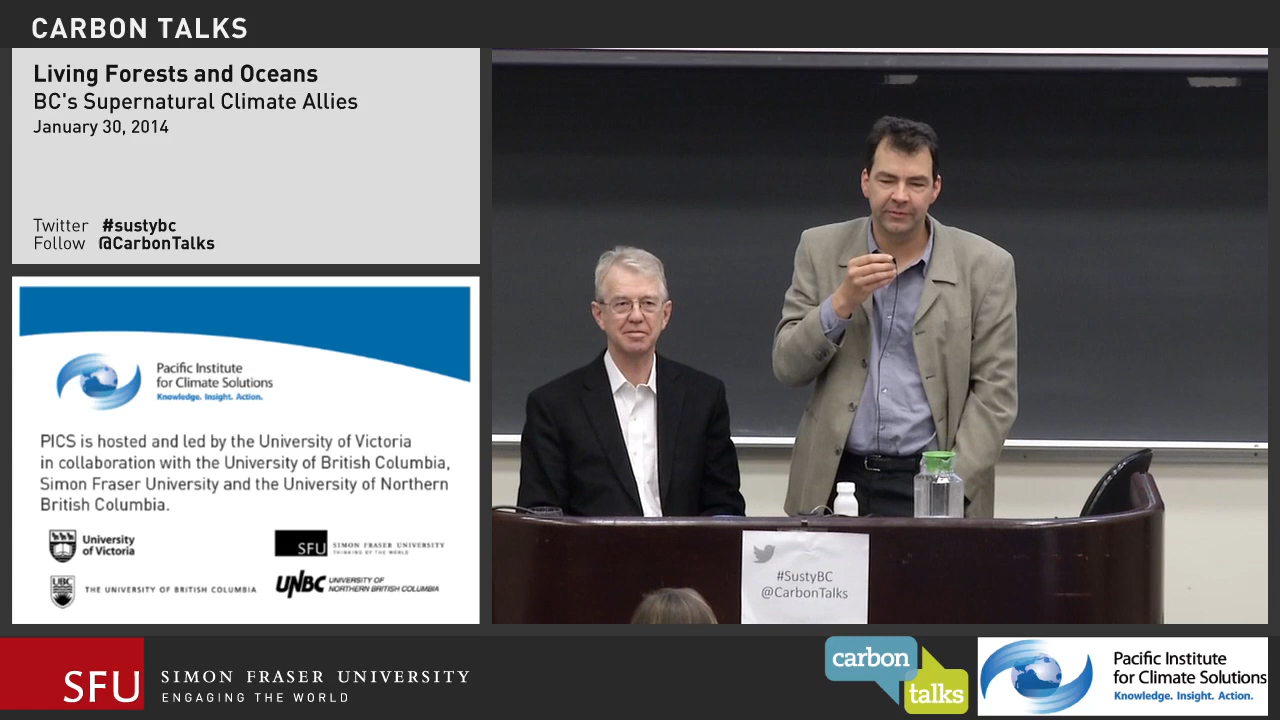 CARBON TALKS
Living Forests and Oceans
BC's Supernatural Climate Allies
January 30, 2014
Twitter #sustybc
Follow @CarbonTalks
Pacific Institute
for Climate Solutions
Knowledge. Insight. Action.
PICS is hosted and led by the University of Victoria
in collaboration with the University of British Columbia,
Simon Fraser University and the University of Northern
British Columbia.
University
of Victoria
SFU SIMON FRASER UNIVERSITY
THINKING OF THE WORLD
UBC THE UNIVERSITY OF BRITISH COLUMBIA
UNBC UNIVERSITY OF
NORTHERN BRITISH COLUMBIA
#SustyBC
@CarbonTalks
SFU SIMON FRASER UNIVERSITY
ENGAGING THE WORLD
carbon
talks
Pacific Institute
for Climate Solutions
Knowledge. Insight. Action.